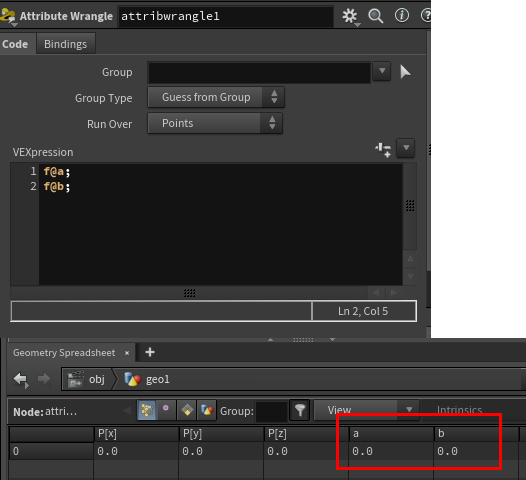 Attribute Wrangle attribwrangle1
Code Bindings
Group
Group Type Guess from Group
Run Over Points
VEXpression
1 f@a;
2 f@b;
Ln 2, Col 5
Geometry Spreadsheet × +
obj geo1
Node: attri... Group: View Intrinsics
P[x] P[y] P[z] a b
0 0.0 0.0 0.0 0.0 0.0